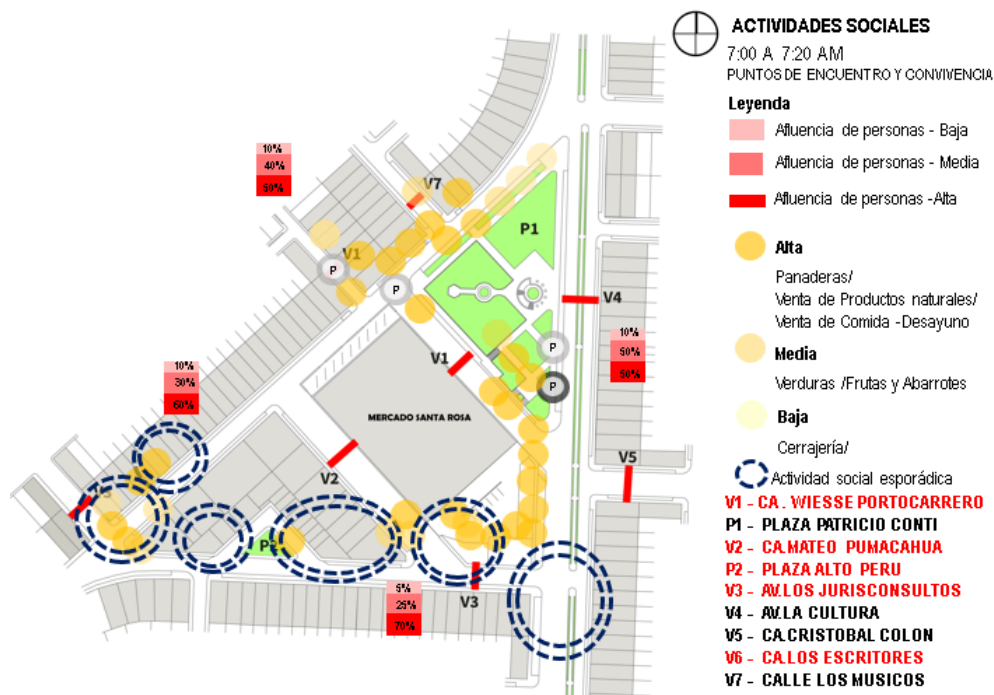 ACTIVIDADES SOCIALES
7:00 A 7:20 AM
PUNTOS DE ENCUENTRO Y CONVIVENCIA
Leyenda
Afluencia de personas - Baja
Afluencia de personas - Media
Afluencia de personas -Alta
Alta
Panaderas/
Venta de Productos naturales/
Venta de Comida -Desayuno
Media
Verduras /Frutas y Abarrotes
Baja
Cerrajería/
Actividad social esporádica
V1 - CA. WIESSE PORTOCARRERO
P1 - PLAZA PATRICIO CONTI
V2 - CA.MATEO PUMACAHUA
P2 - PLAZA ALTO PERU
V3 - AV.LOS JURISCONSULTOS
V4 - AV.LA CULTURA
V5 - CA.CRISTOBAL COLON
V6 - CA.LOS ESCRITORES
V7 - CALLE LOS MUSICOS
10%
40%
50%
V7
P1
V1
P
P
V4
10%
50%
50%
P
P
V1
10%
30%
60%
MERCADO SANTA ROSA
V2
V5
P2
V3
5%
25%
70%